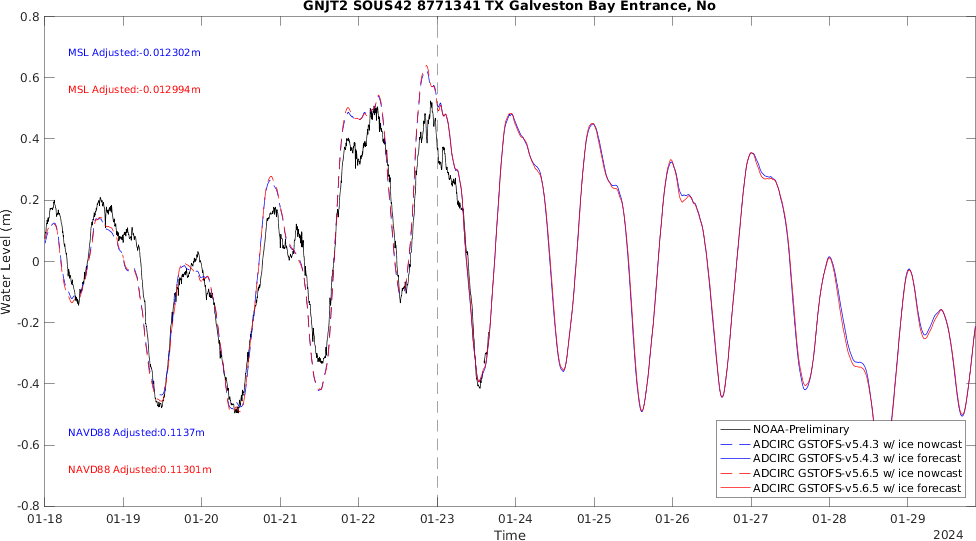 GNJT2 SOUS42 8771341 TX Galveston Bay Entrance, No
0.8
MSL Adjusted:-0.012302m
0.6
MSL Adjusted:-0.012994m
0.4
0.2
Water Level (m)
0
-0.2
-0.4
NAVD88 Adjusted:0.1137m
-0.6
NAVD88 Adjusted:0.11301m
-0.8
NOAA-Preliminary
ADCIRC GSTOFS-v5.4.3 w/ ice nowcast
ADCIRC GSTOFS-v5.4.3 w/ ice forecast
ADCIRC GSTOFS-v5.6.5 w/ ice nowcast
ADCIRC GSTOFS-v5.6.5 w/ ice forecast
01-18 01-19 01-20 01-21 01-22 01-23 01-24 01-25 01-26 01-27 01-28 01-29
Time
2024